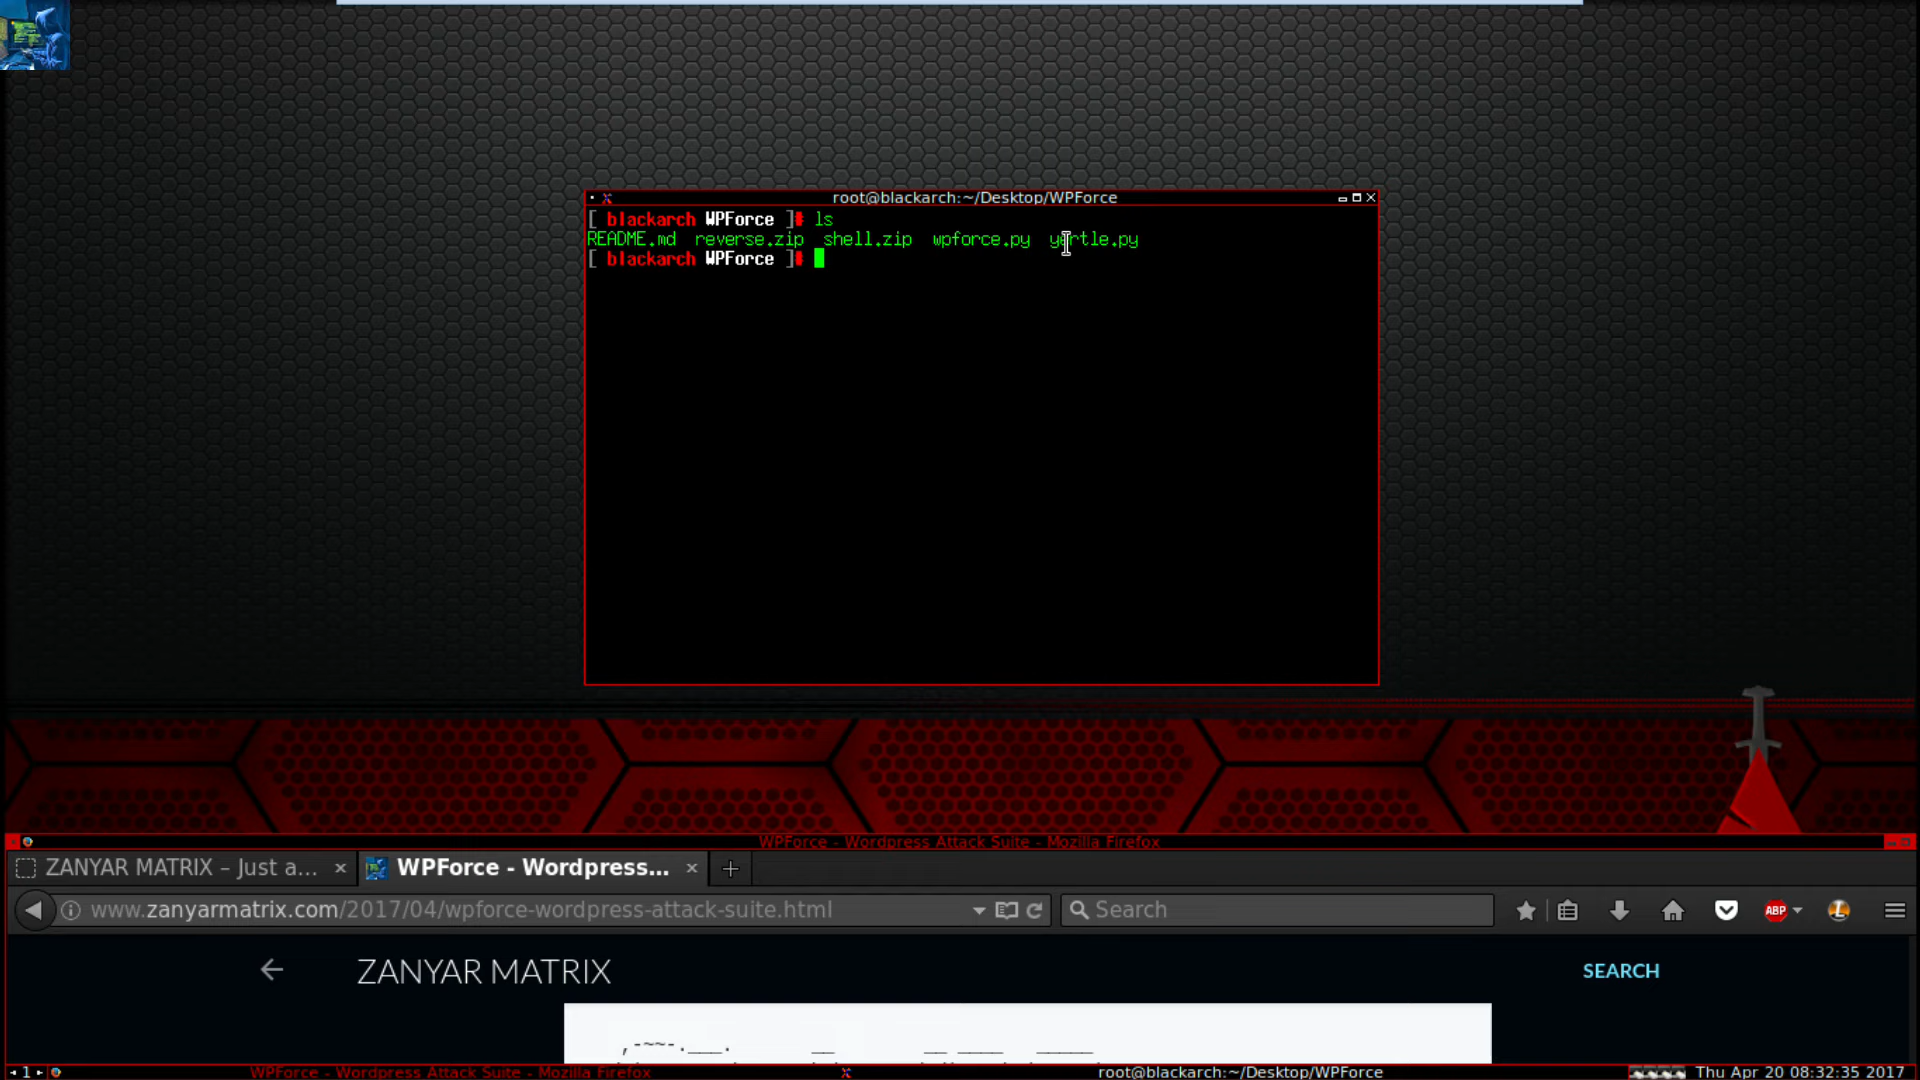 root@blackarch:~/Desktop/WPForce
[ blackarch WPForce ]# ls
README.md reverse.zip shell.zip wpforce.py yertle.py
[ blackarch WPForce ]#
WPForce - Wordpress Attack Suite - Mozilla Firefox
ZANYAR MATRIX – Just a... × WPForce - Wordpress... × +
www.zanyarmatrix.com/2017/04/wpforce-wordpress-attack-suite.html Search ABP
ZANYAR MATRIX SEARCH
1 WPForce - Wordpress Attack Suite - Mozilla Firefox root@blackarch:~/Desktop/WPForce Thu Apr 20 08:32:35 2017